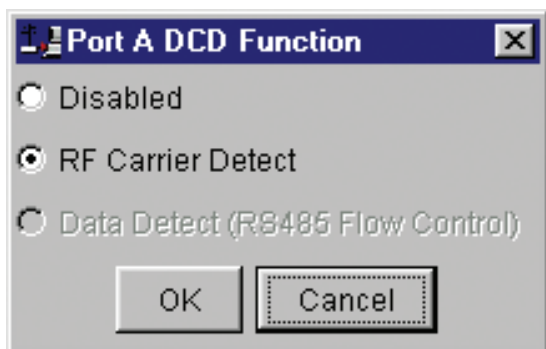 Port A DCD Function
Disabled
RF Carrier Detect
Data Detect (RS485 Flow Control)
OK Cancel